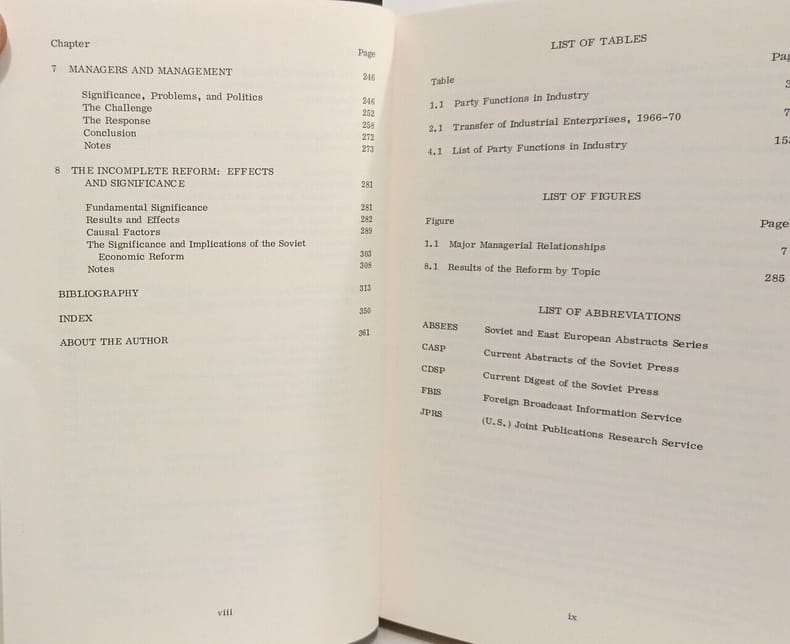 Chapter
Page
7 MANAGERS AND MANAGEMENT 246
Significance, Problems, and Politics 246
The Challenge 252
The Response 258
Conclusion 272
Notes 273
8 THE INCOMPLETE REFORM: EFFECTS
AND SIGNIFICANCE 281
Fundamental Significance 281
Results and Effects 282
Causal Factors 289
The Significance and Implications of the Soviet
Economic Reform 303
Notes 308
BIBLIOGRAPHY 313
INDEX 350
ABOUT THE AUTHOR 361
viii
LIST OF TABLES
Table
1.1 Party Functions in Industry
2.1 Transfer of Industrial Enterprises, 1966-70
4.1 List of Party Functions in Industry
LIST OF FIGURES
Figure Page
1.1 Major Managerial Relationships 7
8.1 Results of the Reform by Topic 285
LIST OF ABBREVIATIONS
ABSEES Soviet and East European Abstracts Series
CASP Current Abstracts of the Soviet Press
CDSP Current Digest of the Soviet Press
FBIS Foreign Broadcast Information Service
JPRS (U.S.) Joint Publications Research Service
ix